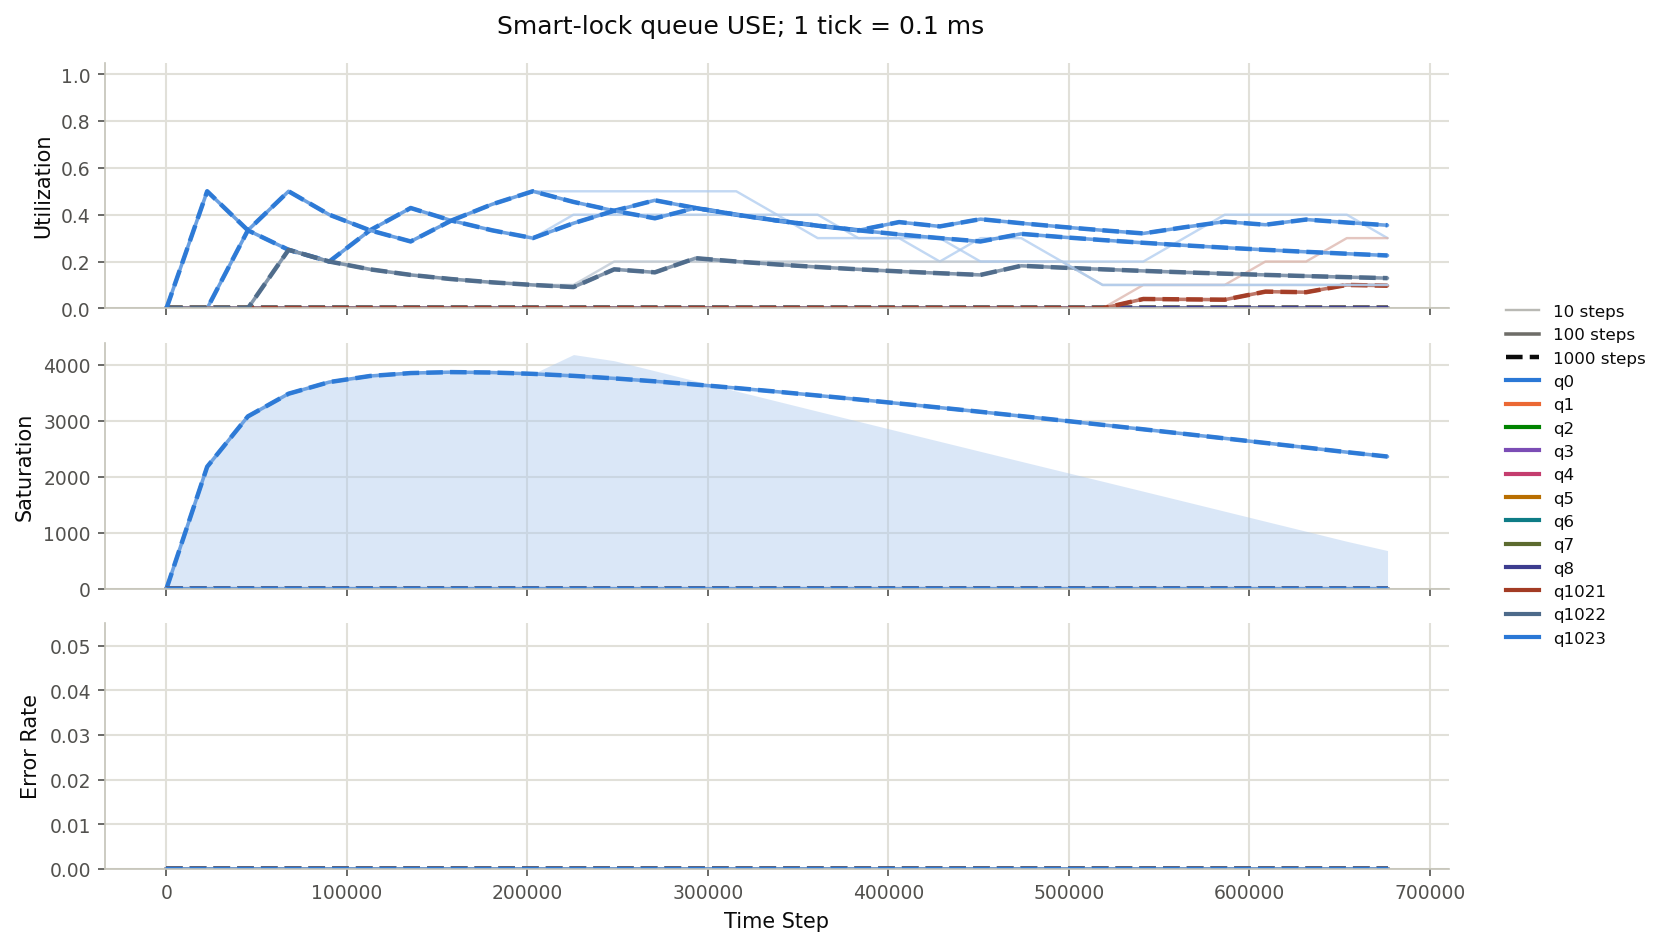 Smart-lock queue USE; 1 tick = 0.1 ms
Utilization
1.0
0.8
0.6
0.4
0.2
0.0
Saturation
4000
3000
2000
1000
0
Error Rate
0.05
0.04
0.03
0.02
0.01
0.00
0 100000 200000 300000 400000 500000 600000 700000
Time Step
10 steps
100 steps
1000 steps
q0
q1
q2
q3
q4
q5
q6
q7
q8
q1021
q1022
q1023